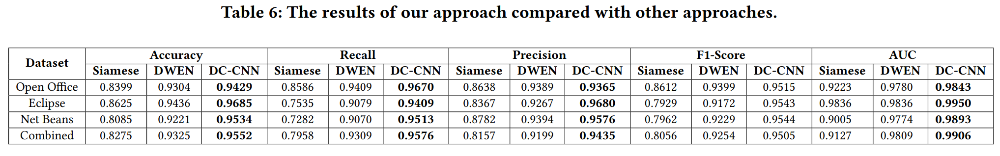 Table 6: The results of our approach compared with other approaches.
Dataset Accuracy Recall Precision F1-Score AUC
Siamese DWEN DC-CNN Siamese DWEN DC-CNN Siamese DWEN DC-CNN Siamese DWEN DC-CNN Siamese DWEN DC-CNN
Open Office 0.8399 0.9304 0.9429 0.8586 0.9409 0.9670 0.8638 0.9389 0.9365 0.8612 0.9399 0.9515 0.9223 0.9780 0.9843
Eclipse 0.8625 0.9436 0.9685 0.7535 0.9079 0.9409 0.8367 0.9267 0.9680 0.7929 0.9172 0.9543 0.9836 0.9836 0.9950
Net Beans 0.8085 0.9221 0.9534 0.7282 0.9070 0.9513 0.8782 0.9394 0.9576 0.7962 0.9229 0.9544 0.9005 0.9774 0.9893
Combined 0.8275 0.9325 0.9552 0.7958 0.9309 0.9576 0.8157 0.9199 0.9435 0.8056 0.9254 0.9505 0.9127 0.9809 0.9906